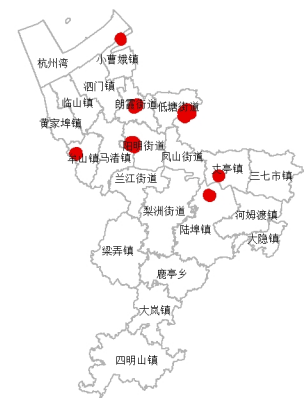 杭州湾
小曹娥镇
泗门镇
临山镇
朗霞街道
低塘街道
黄家埠镇
牟山镇
马渚镇
阳明街道
凤山街道
兰江街道
丈亭镇
三七市镇
梨洲街道
河姆渡镇
陆埠镇
大隐镇
梁弄镇
鹿亭乡
大岚镇
四明山镇